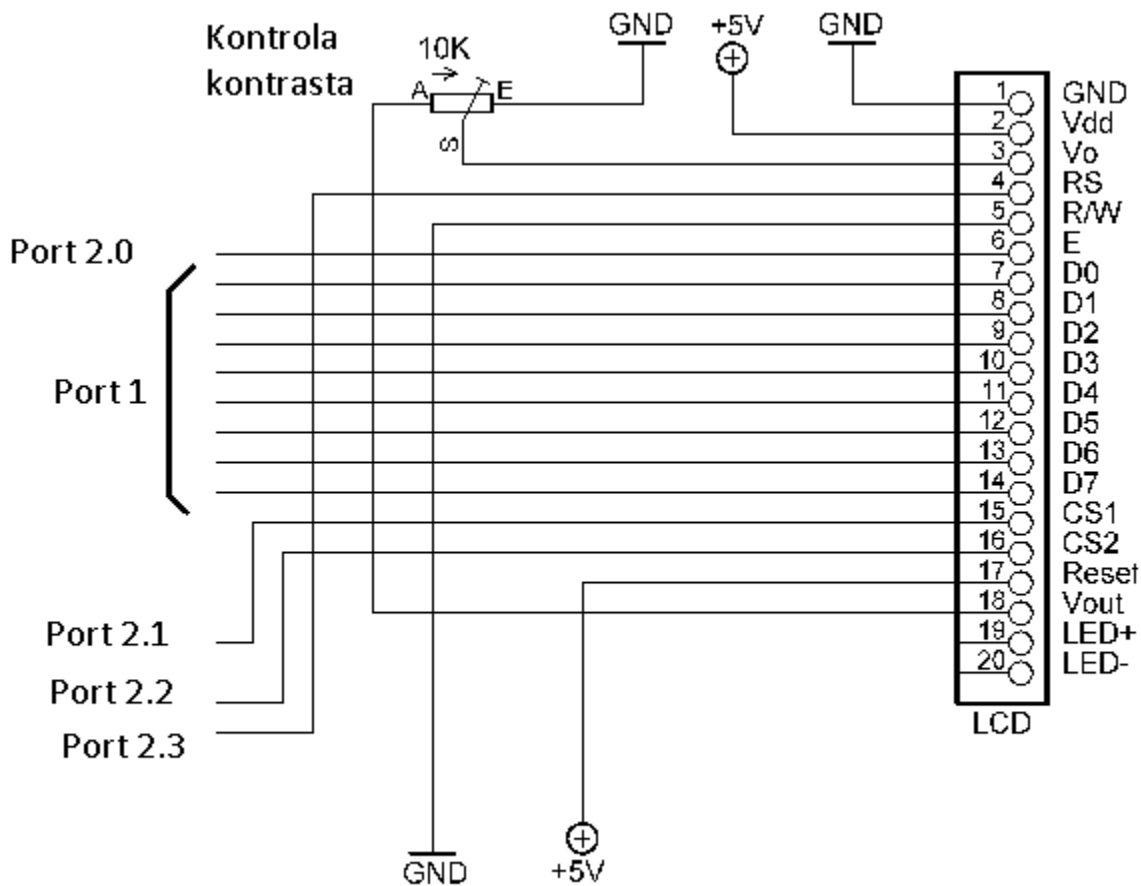 Kontrola
kontrasta
10K
A
E
S
GND
+5V
GND
1 GND
2 Vdd
3 Vo
4 RS
5 R/W
6 E
7 D0
8 D1
9 D2
10 D3
11 D4
12 D5
13 D6
14 D7
15 CS1
16 CS2
17 Reset
18 Vout
19 LED+
20 LED-
LCD
Port 2.0
Port 1
Port 2.1
Port 2.2
Port 2.3
GND
+5V